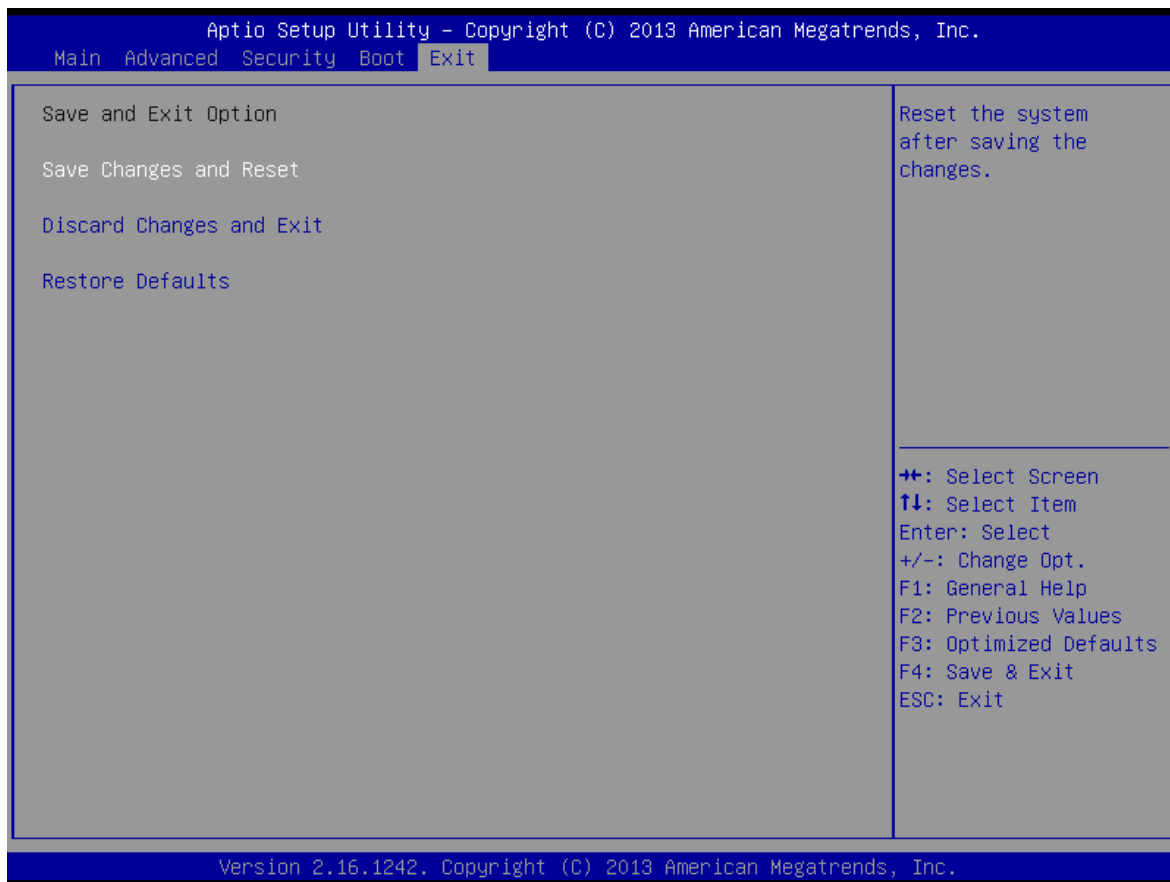 Aptio Setup Utility – Copyright (C) 2013 American Megatrends, Inc.
Main Advanced Security Boot Exit
Save and Exit Option
Save Changes and Reset
Discard Changes and Exit
Restore Defaults
Reset the system
after saving the
changes.
→←: Select Screen
↑↓: Select Item
Enter: Select
+/-: Change Opt.
F1: General Help
F2: Previous Values
F3: Optimized Defaults
F4: Save & Exit
ESC: Exit
Version 2.16.1242. Copyright (C) 2013 American Megatrends, Inc.